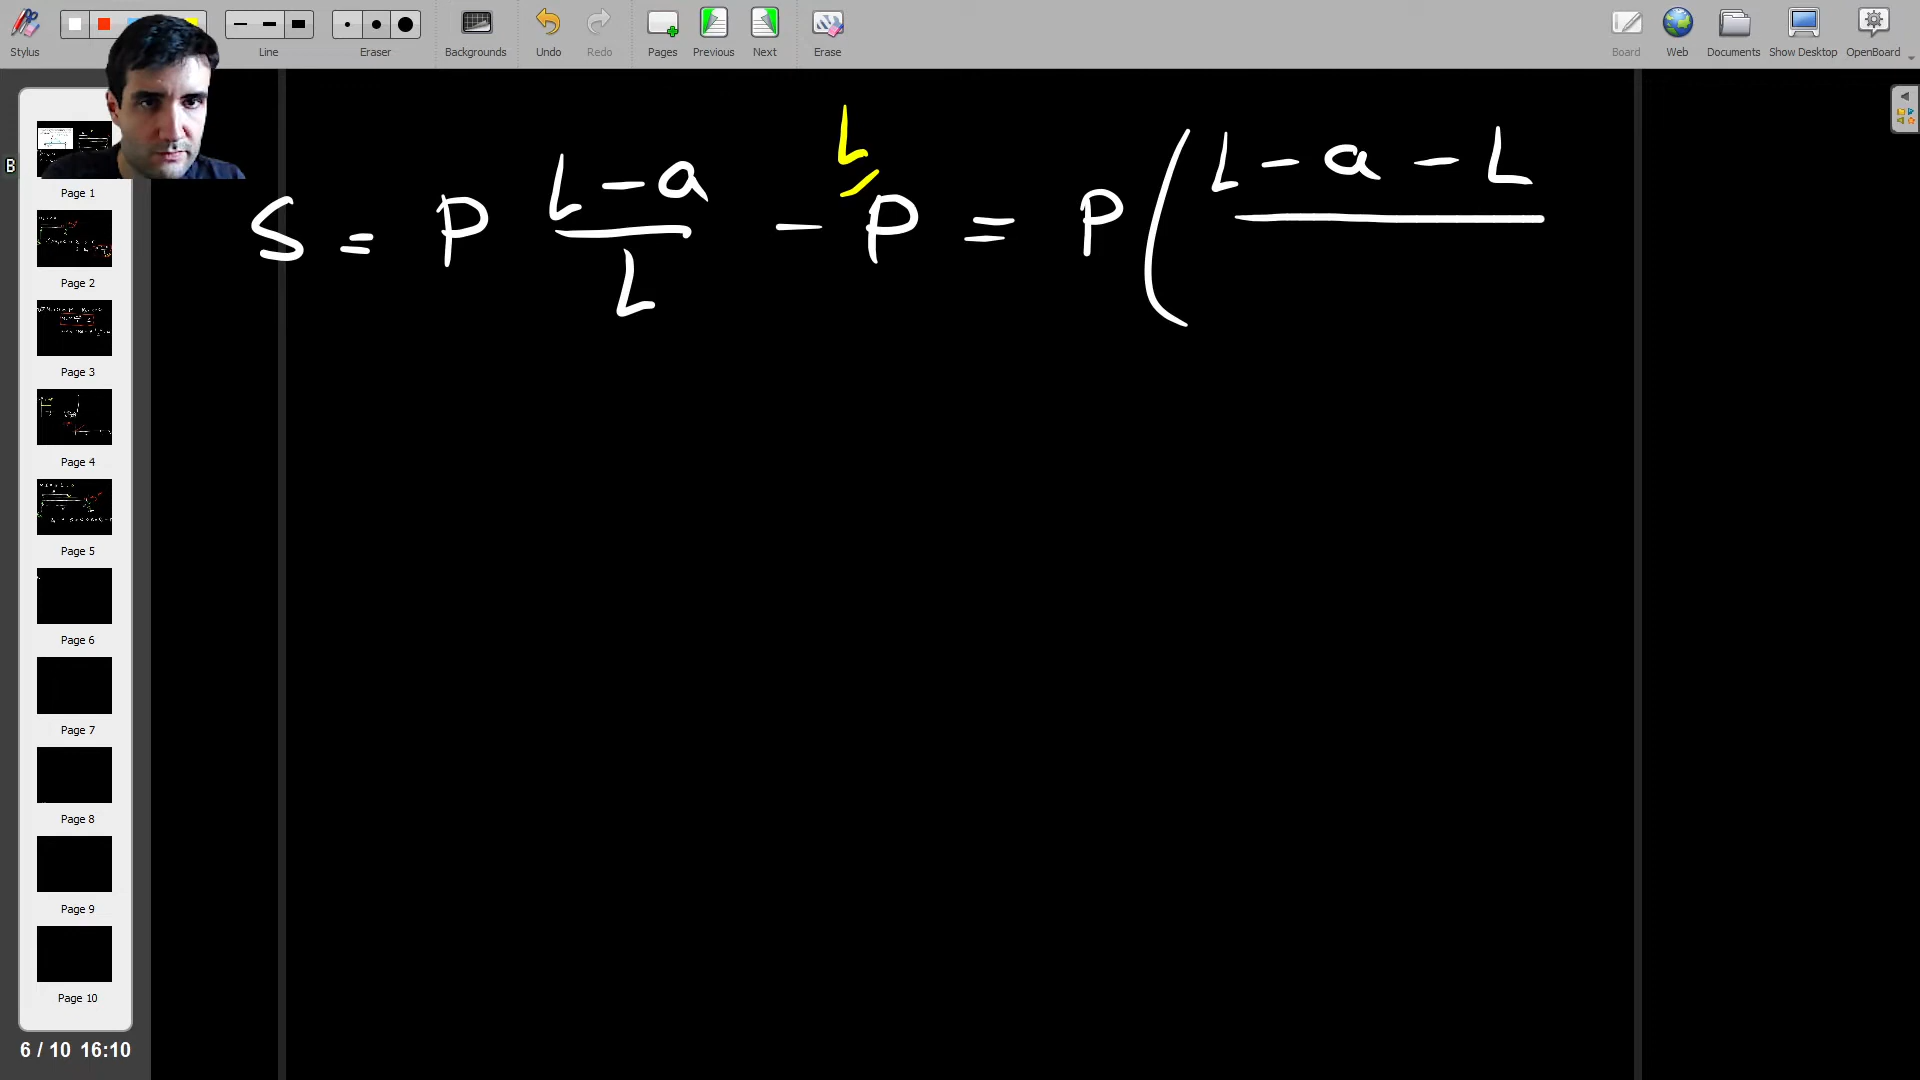 Stylus
Line
Eraser
Backgrounds
Undo
Redo
Pages
Previous
Next
Erase
Board
Web
Documents
Show Desktop
OpenBoard
B
Page 1
Page 2
Page 3
Page 4
Page 5
Page 6
Page 7
Page 8
Page 9
Page 10
6 / 10 16:10
L
S = P (L - a)/L - P = P ( L - a - L